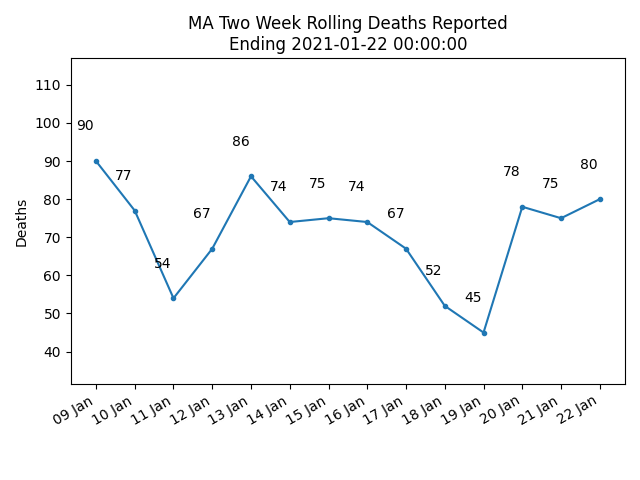 MA Two Week Rolling Deaths Reported
Ending 2021-01-22 00:00:00
Deaths
110
100
90
80
70
60
50
40
90
77
54
67
86
74
75
74
67
52
45
78
75
80
09 Jan
10 Jan
11 Jan
12 Jan
13 Jan
14 Jan
15 Jan
16 Jan
17 Jan
18 Jan
19 Jan
20 Jan
21 Jan
22 Jan